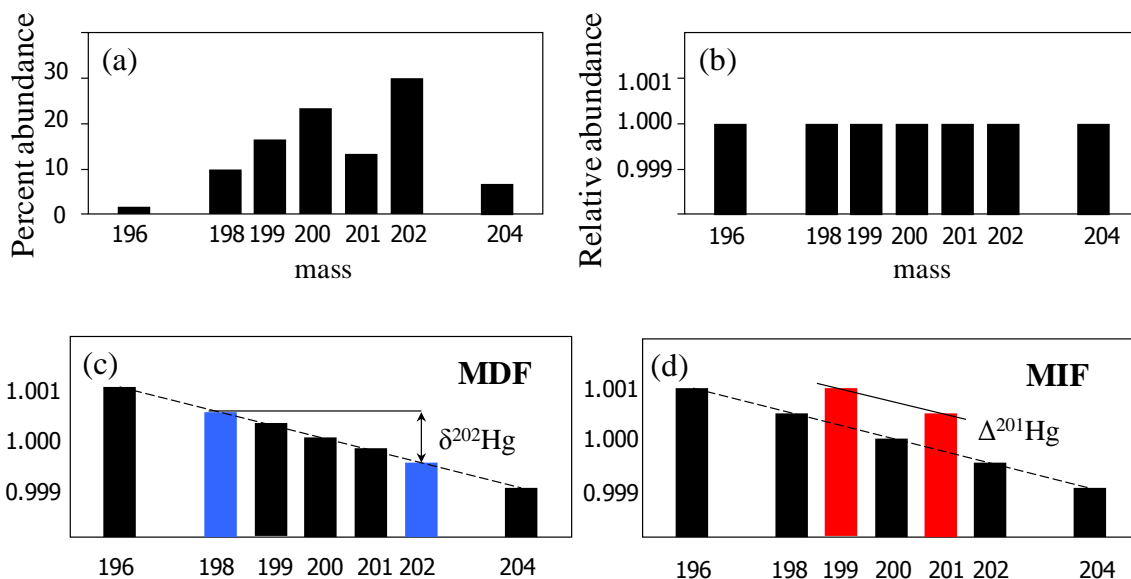 (a)
Percent abundance
30
20
10
0
196 198 199 200 201 202 204
mass
(b)
Relative abundance
1.001
1.000
0.999
196 198 199 200 201 202 204
mass
(c)
MDF
1.001
1.000
0.999
δ²⁰²Hg
196 198 199 200 201 202 204
(d)
MIF
1.001
1.000
0.999
Δ²⁰¹Hg
196 198 199 200 201 202 204